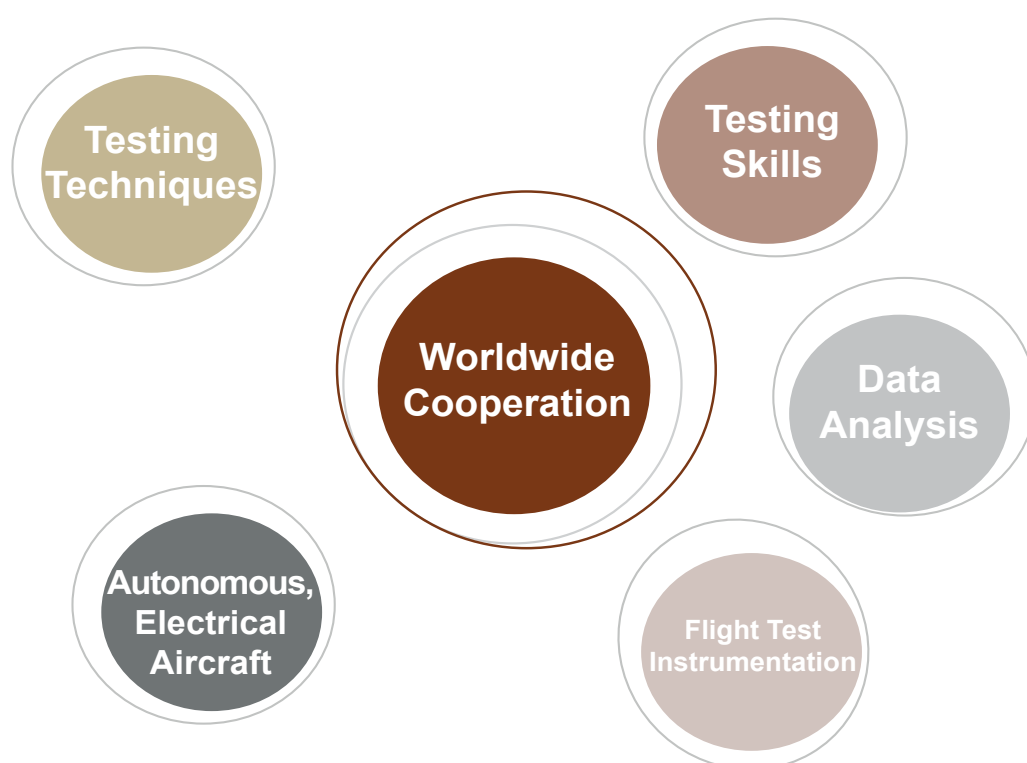 Testing
Techniques
Testing
Skills
Worldwide
Cooperation
Data
Analysis
Autonomous,
Electrical
Aircraft
Flight Test
Instrumentation